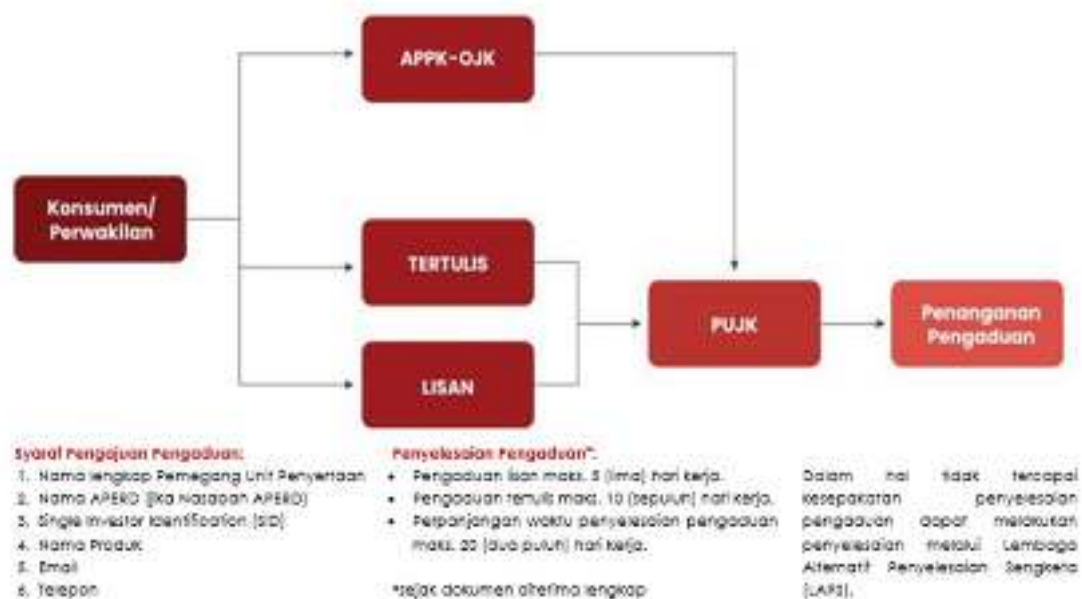 APPK-OJK
Konsumen/
Perwakilan
TERTULIS
PUJK
Penanganan
Pengaduan
LISAN
Syarat Pengajuan Pengaduan:
1. Nama lengkap Pemegang Unit Penyertaan
2. Nama APERD (jika Nasabah APERD)
3. Single Investor Identification (SID)
4. Nama Produk
5. Email
6. Telepon
Penyelesaian Pengaduan*:
• Pengaduan lisan maks. 5 (lima) hari kerja.
• Pengaduan tertulis maks. 10 (sepuluh) hari kerja.
• Perpanjangan waktu penyelesaian pengaduan
maks. 20 (dua puluh) hari kerja.
*sejak dokumen diterima lengkap
Dalam hal tidak tercapai
kesepakatan penyelesaian
pengaduan dapat melakukan
penyelesaian melalui Lembaga
Alternatif Penyelesaian Sengketa
(LAPS).